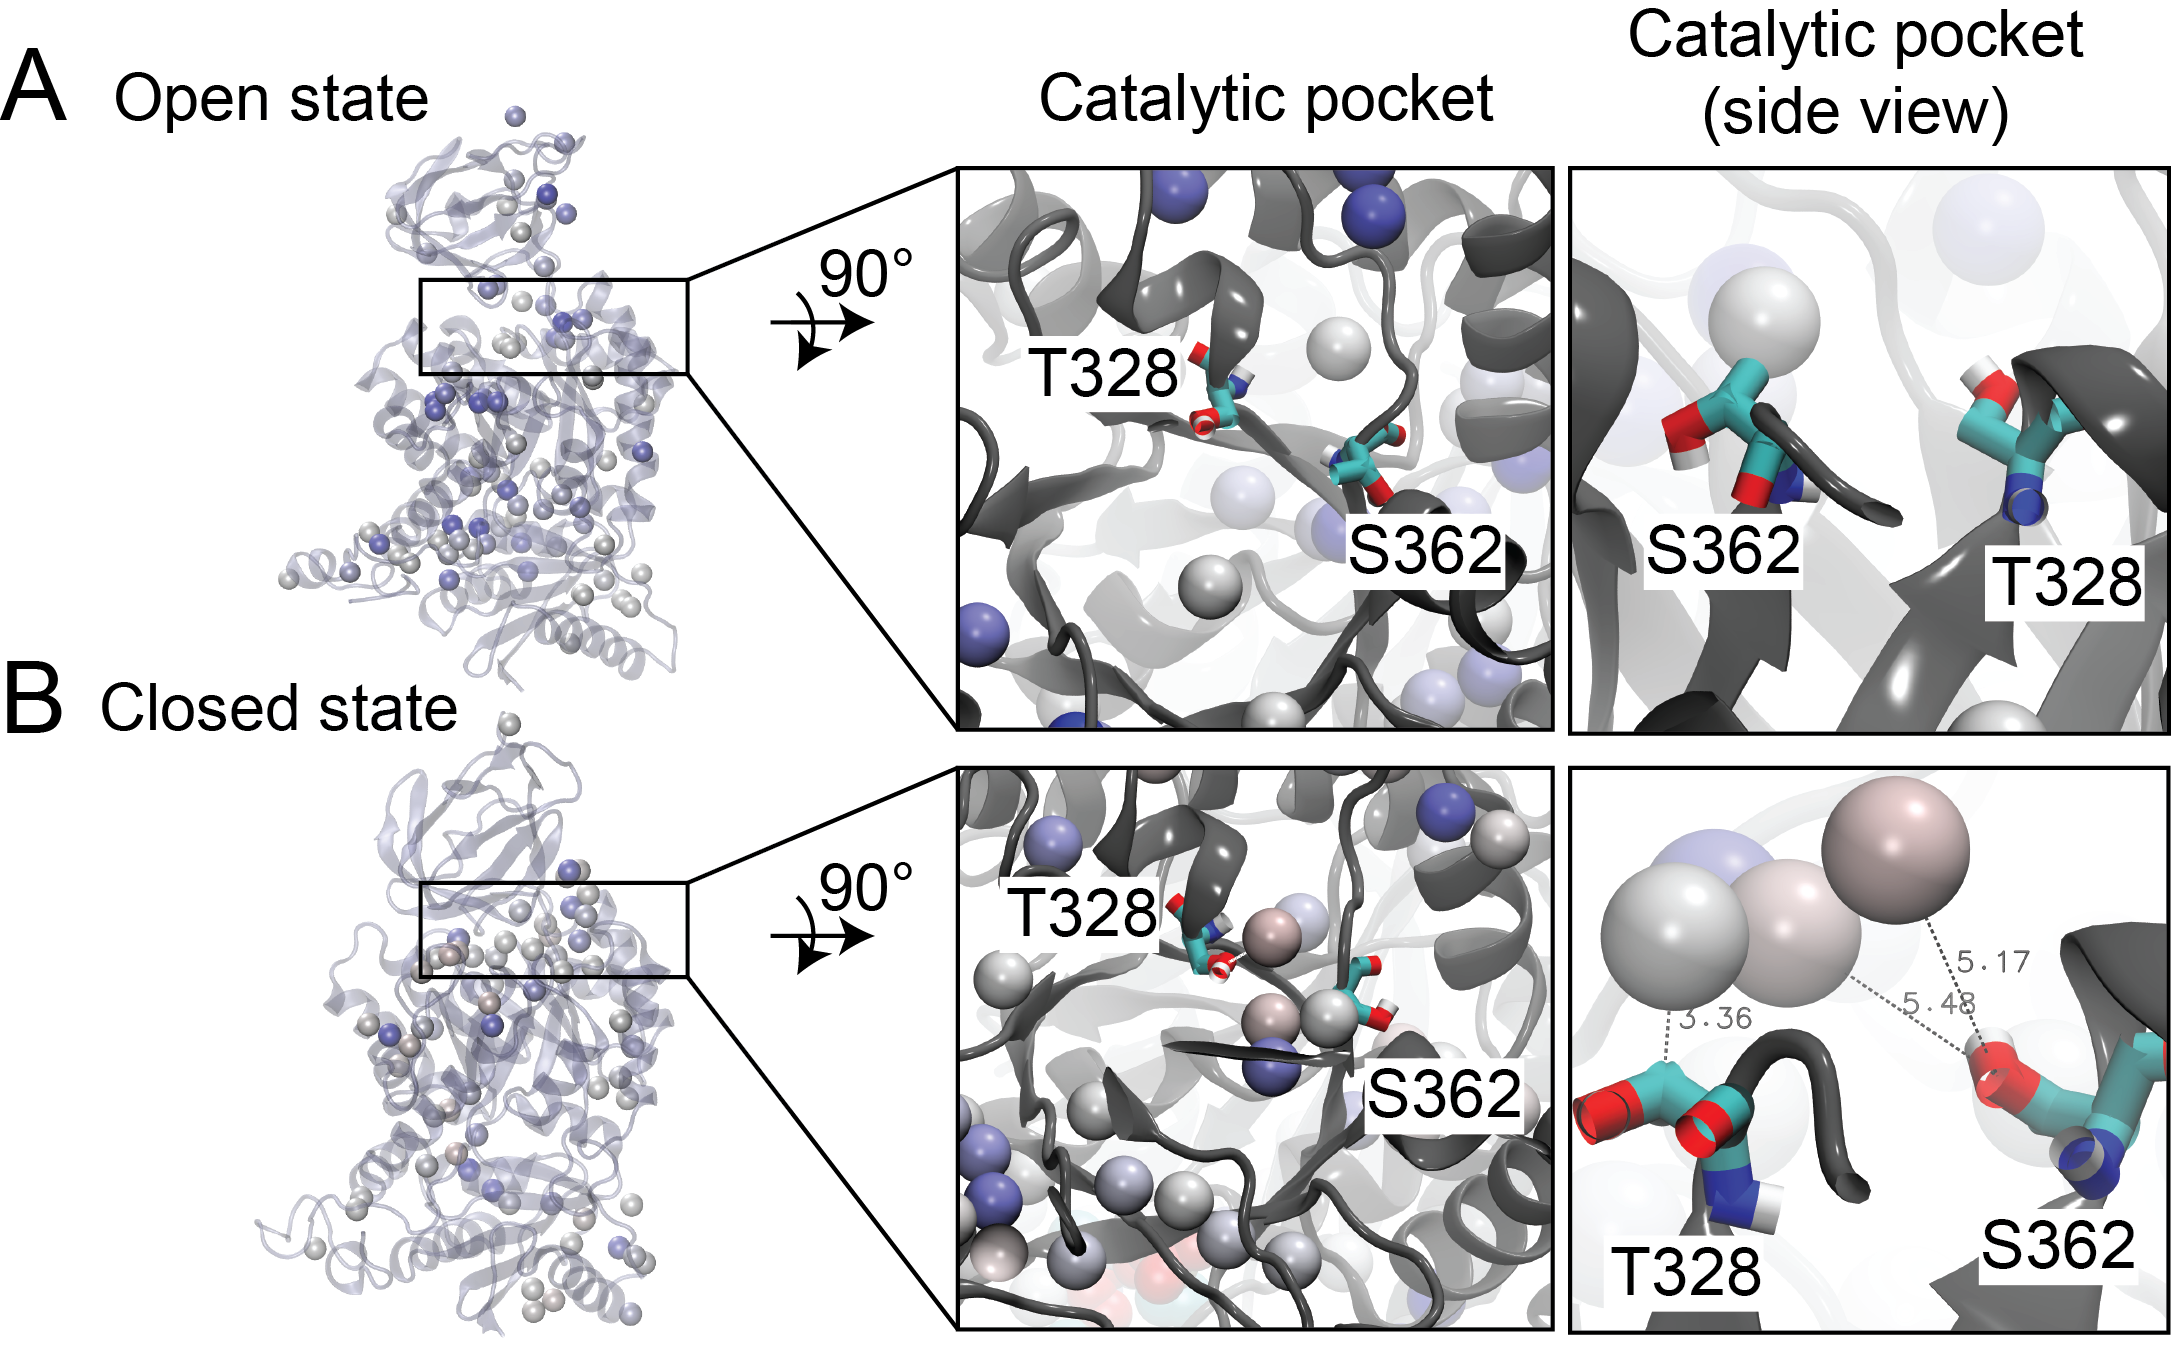 A
Open state
Catalytic pocket
Catalytic pocket
(side view)
90°
T328
S362
S362
T328
B
Closed state
90°
T328
S362
5.17
5.48
3.36
T328
S362